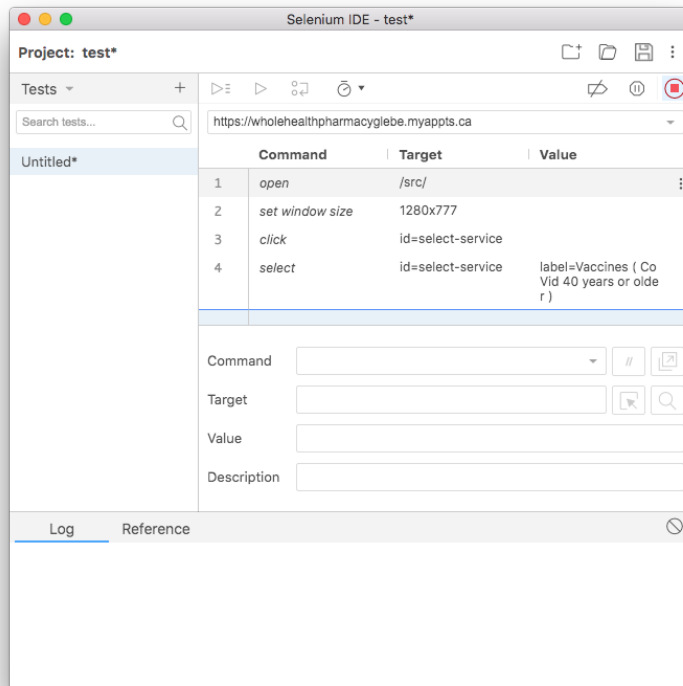 Selenium IDE - test*
Project: test*
Tests
Search tests...
Untitled*
https://wholehealthpharmacyglebe.myappts.ca
Command Target Value
1 open /src/
2 set window size 1280x777
3 click id=select-service
4 select id=select-service label=Vaccines ( Co
Vid 40 years or olde
r )
Command
//
Target
Value
Description
Log Reference